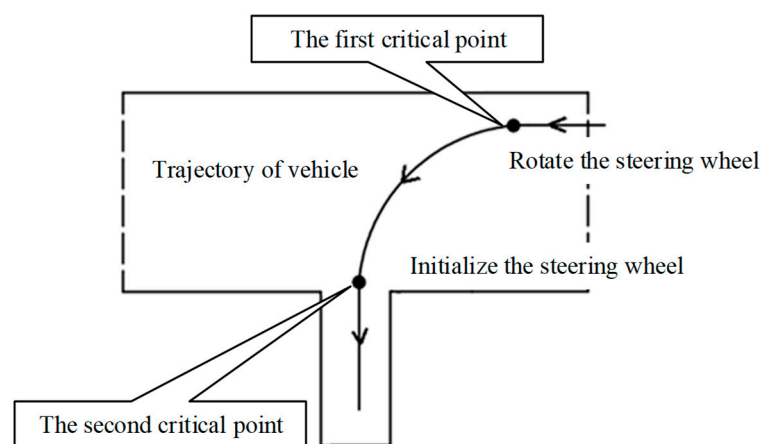 The first critical point
Trajectory of vehicle
Rotate the steering wheel
Initialize the steering wheel
The second critical point